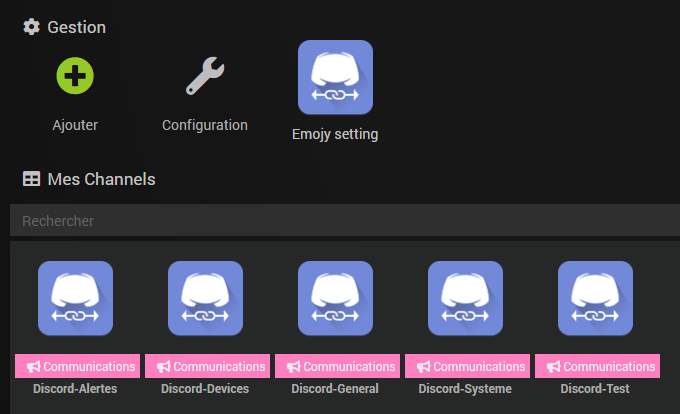 Gestion
Ajouter
Configuration
Emojy setting
Mes Channels
Rechercher
Communications Communications Communications Communications Communications
Discord-Alertes Discord-Devices Discord-General Discord-Systeme Discord-Test